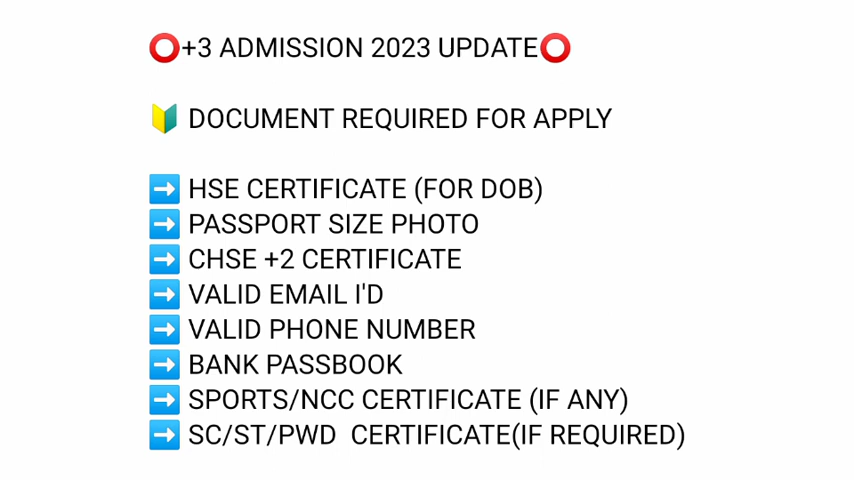 ⭕+3 ADMISSION 2023 UPDATE⭕
🔰 DOCUMENT REQUIRED FOR APPLY
➡️ HSE CERTIFICATE (FOR DOB)
➡️ PASSPORT SIZE PHOTO
➡️ CHSE +2 CERTIFICATE
➡️ VALID EMAIL I'D
➡️ VALID PHONE NUMBER
➡️ BANK PASSBOOK
➡️ SPORTS/NCC CERTIFICATE (IF ANY)
➡️ SC/ST/PWD  CERTIFICATE(IF REQUIRED)